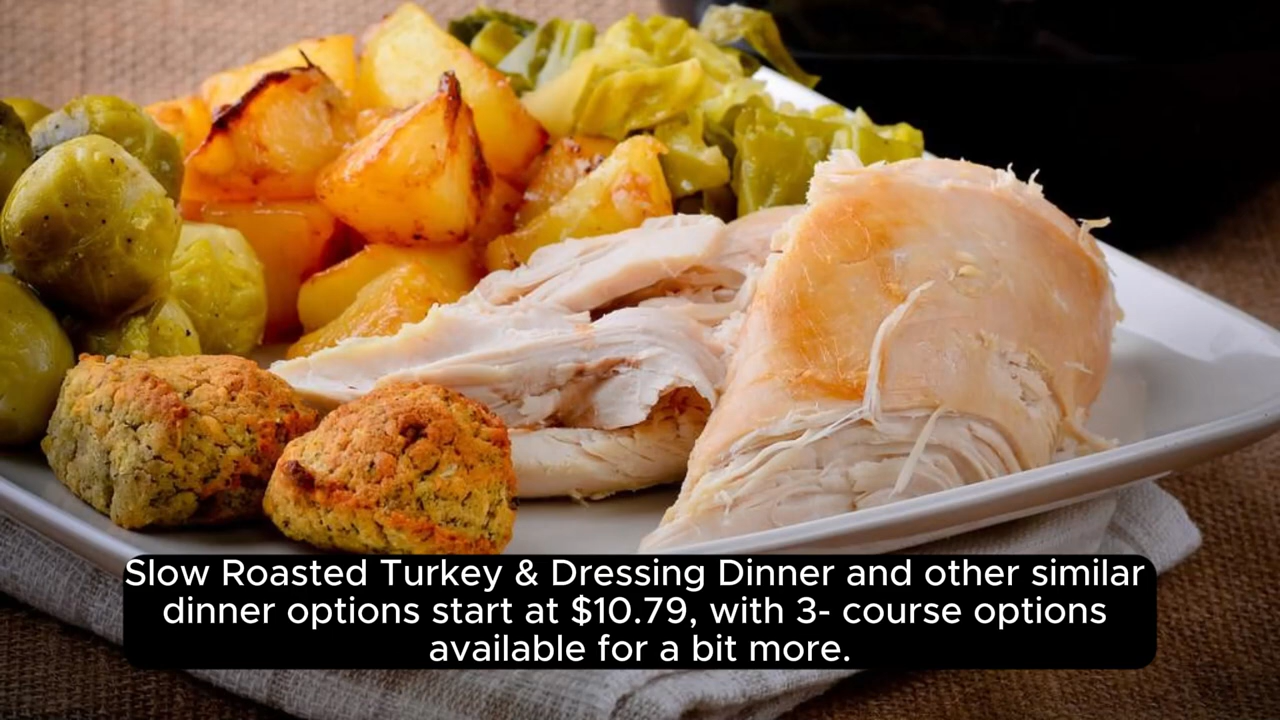 Slow Roasted Turkey & Dressing Dinner and other similar
dinner options start at $10.79, with 3- course options
available for a bit more.